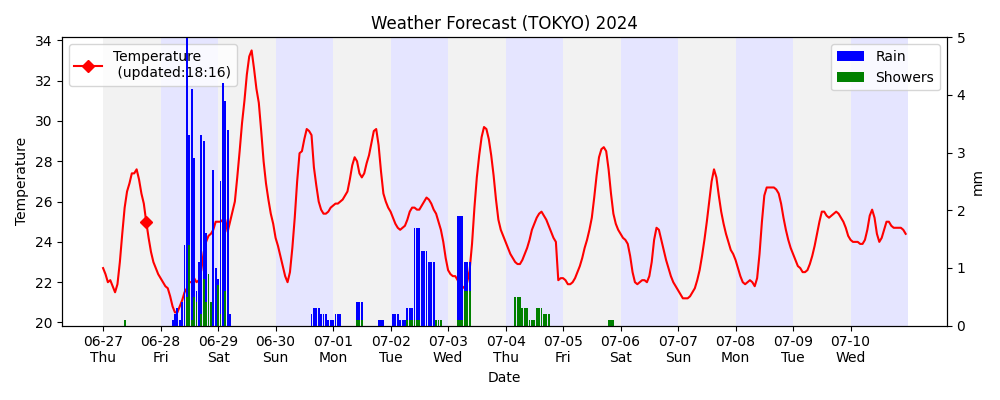 Weather Forecast (TOKYO) 2024
Temperature
(updated:18:16)
Rain
Showers
Temperature
34
32
30
28
26
24
22
20
5
4
3
2
1
0
mm
06-27 06-28 06-29 06-30 07-01 07-02 07-03 07-04 07-05 07-06 07-07 07-08 07-09 07-10
Thu Fri Sat Sun Mon Tue Wed Thu Fri Sat Sun Mon Tue Wed
Date